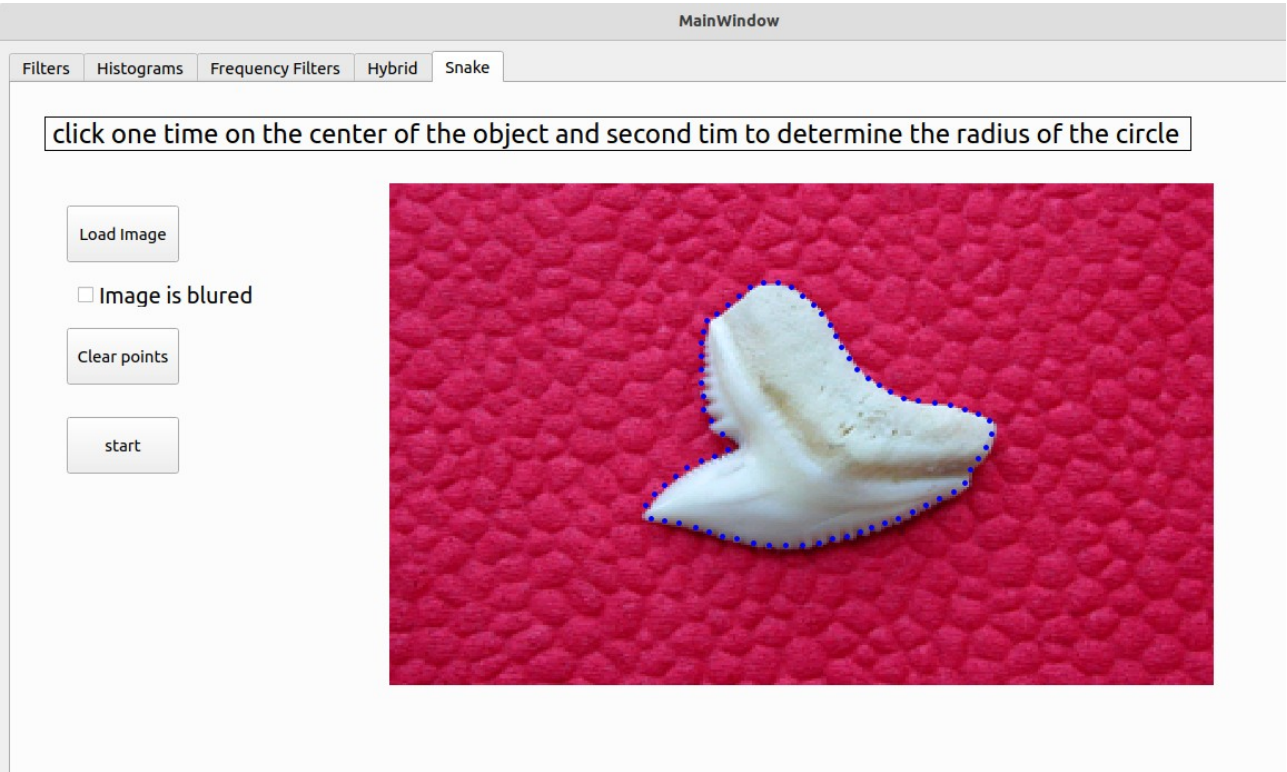 MainWindow
Filters Histograms Frequency Filters Hybrid Snake
click one time on the center of the object and second tim to determine the radius of the circle
Load Image
Image is blured
Clear points
start